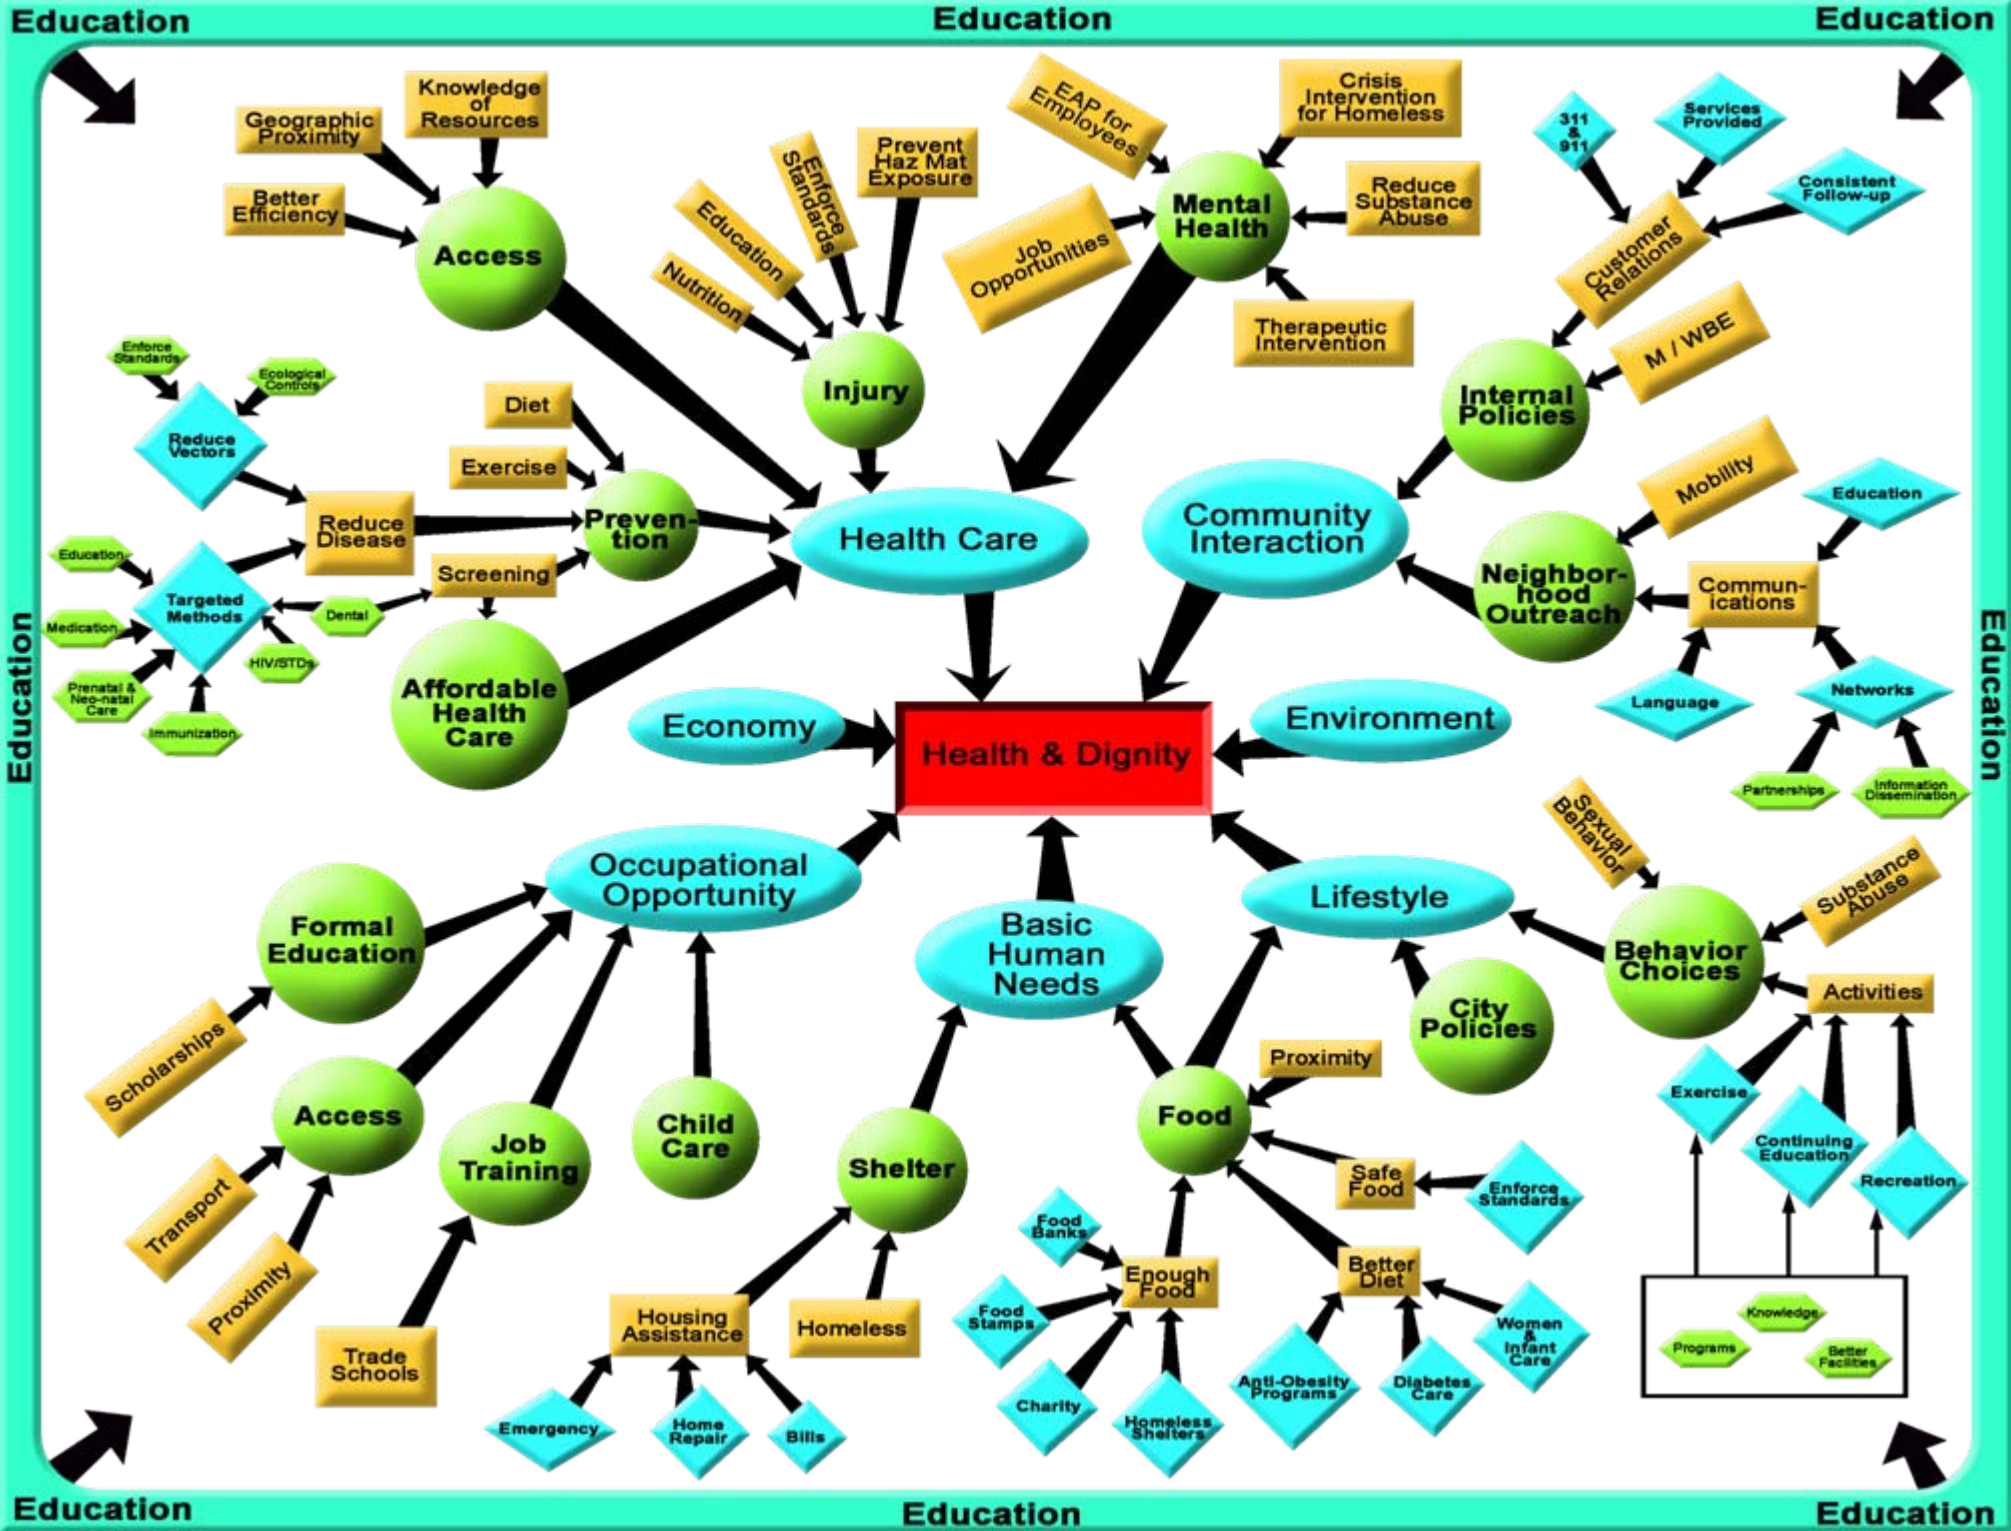 Education
Education
Education
Knowledge
of
Resources
Geographic
Proximity
Better
Efficiency
Access
Nutrition
Education
Enforce
Standards
Prevent
Haz Mat
Exposure
Injury
EAP for
Employees
Crisis
Intervention
for Homeless
Job
Opportunities
Mental
Health
Reduce
Substance
Abuse
Therapeutic
Intervention
311
&
911
Services
Provided
Consistent
Follow-up
Customer
Relations
M / WBE
Internal
Policies
Enforce
Standards
Ecological
Controls
Reduce
Vectors
Diet
Exercise
Reduce
Disease
Preven-
tion
Screening
Education
Targeted
Methods
Medication
Dental
HIV/STDs
Prenatal &
Neo-natal
Care
Immunization
Affordable
Health
Care
Health Care
Community
Interaction
Mobility
Education
Neighbor-
hood
Outreach
Commun-
ications
Language
Networks
Partnerships
Information
Dissemination
Education
Education
Economy
Health & Dignity
Environment
Occupational
Opportunity
Basic
Human
Needs
Lifestyle
Sexual
Behavior
Substance
Abuse
Behavior
Choices
Activities
City
Policies
Exercise
Continuing
Education
Recreation
Knowledge
Programs
Better
Facilities
Formal
Education
Scholarships
Access
Transport
Proximity
Job
Training
Trade
Schools
Child
Care
Shelter
Housing
Assistance
Homeless
Emergency
Home
Repair
Bills
Food
Proximity
Safe
Food
Enforce
Standards
Food
Banks
Enough
Food
Food
Stamps
Charity
Homeless
Shelters
Better
Diet
Anti-Obesity
Programs
Diabetes
Care
Women
&
Infant
Care
Education
Education
Education